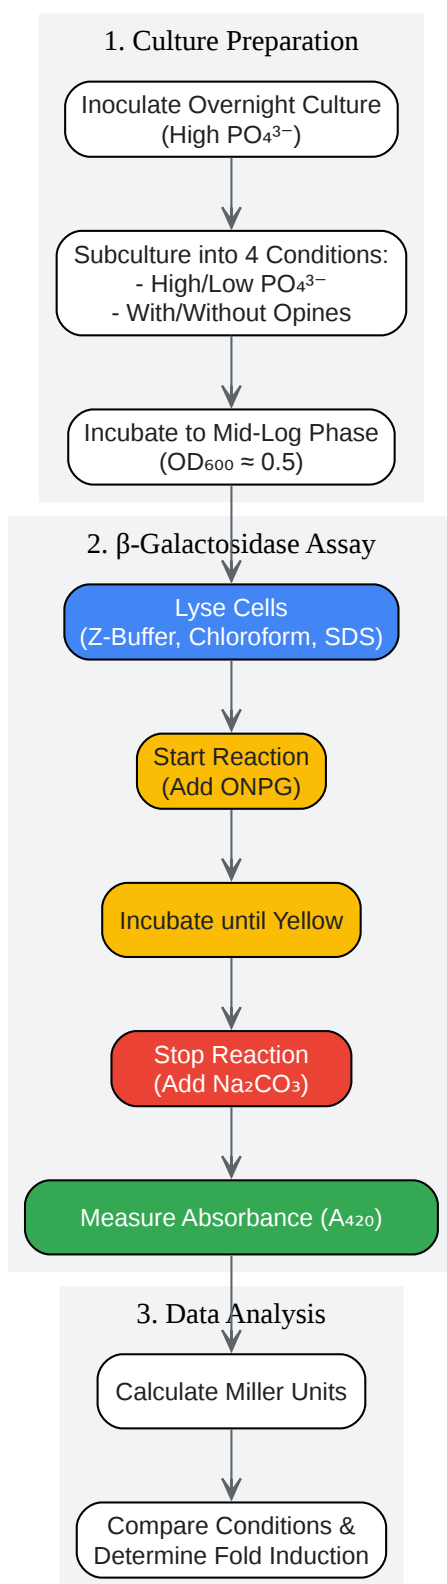 1. Culture Preparation
Inoculate Overnight Culture
(High PO₄³⁻)
Subculture into 4 Conditions:
- High/Low PO₄³⁻
- With/Without Opines
Incubate to Mid-Log Phase
(OD₆₀₀ ≈ 0.5)
2. β-Galactosidase Assay
Lyse Cells
(Z-Buffer, Chloroform, SDS)
Start Reaction
(Add ONPG)
Incubate until Yellow
Stop Reaction
(Add Na₂CO₃)
Measure Absorbance (A₄₂₀)
3. Data Analysis
Calculate Miller Units
Compare Conditions &
Determine Fold Induction